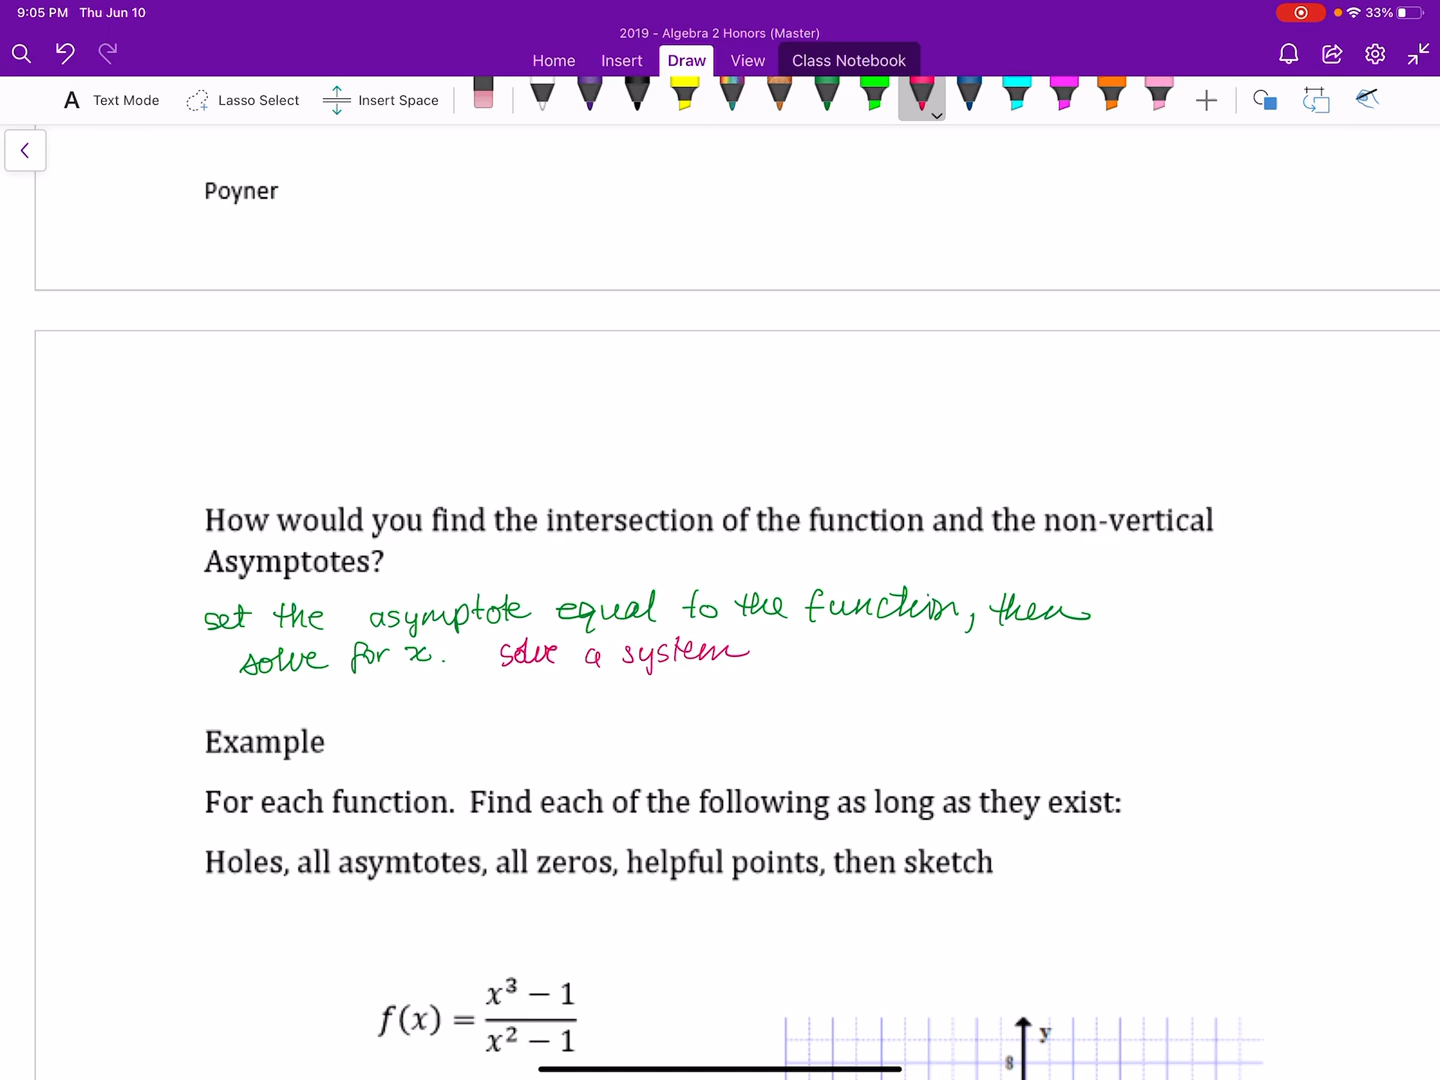 9:05 PM Thu Jun 10
33%
2019 - Algebra 2 Honors (Master)
Home Insert Draw View Class Notebook
A Text Mode Lasso Select Insert Space
Poyner
How would you find the intersection of the function and the non-vertical
Asymptotes?
set the asymptote equal to the function, then
solve for x. solve a system
Example
For each function. Find each of the following as long as they exist:
Holes, all asymtotes, all zeros, helpful points, then sketch
f(x) = (x³ − 1)/(x² − 1)
y
8